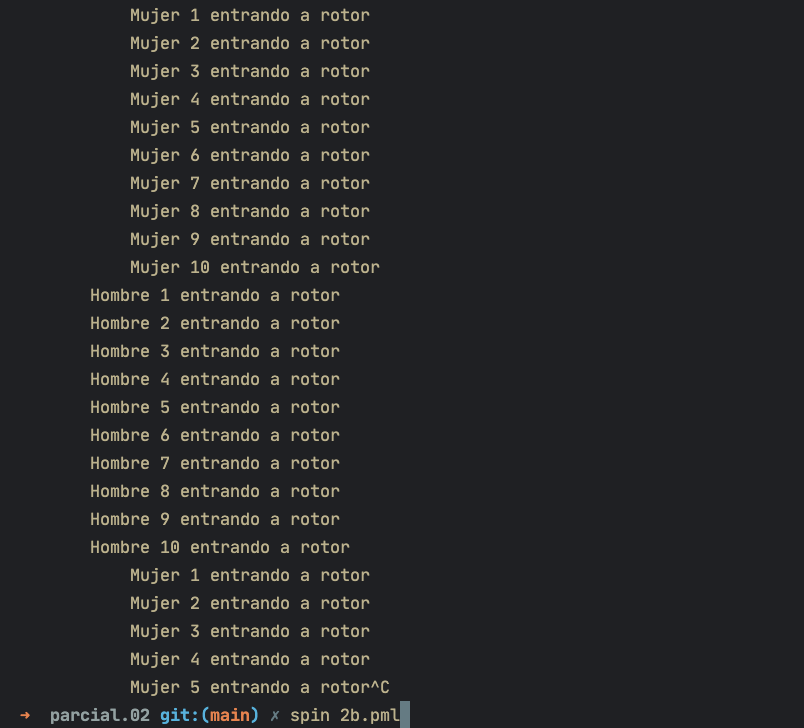 Mujer 1 entrando a rotor
Mujer 2 entrando a rotor
Mujer 3 entrando a rotor
Mujer 4 entrando a rotor
Mujer 5 entrando a rotor
Mujer 6 entrando a rotor
Mujer 7 entrando a rotor
Mujer 8 entrando a rotor
Mujer 9 entrando a rotor
Mujer 10 entrando a rotor
Hombre 1 entrando a rotor
Hombre 2 entrando a rotor
Hombre 3 entrando a rotor
Hombre 4 entrando a rotor
Hombre 5 entrando a rotor
Hombre 6 entrando a rotor
Hombre 7 entrando a rotor
Hombre 8 entrando a rotor
Hombre 9 entrando a rotor
Hombre 10 entrando a rotor
Mujer 1 entrando a rotor
Mujer 2 entrando a rotor
Mujer 3 entrando a rotor
Mujer 4 entrando a rotor
Mujer 5 entrando a rotor^C
→ parcial.02 git:(main) ✗ spin 2b.pml